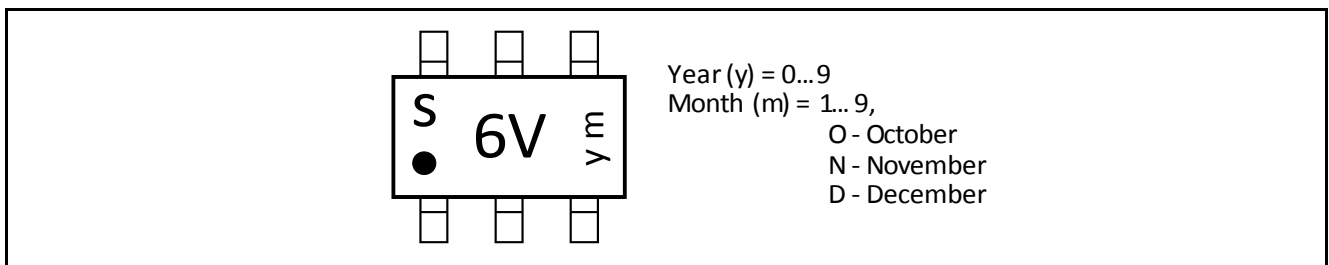 S
6V
y m
Year (y) = 0...9
Month (m) = 1... 9,
O - October
N - November
D - December